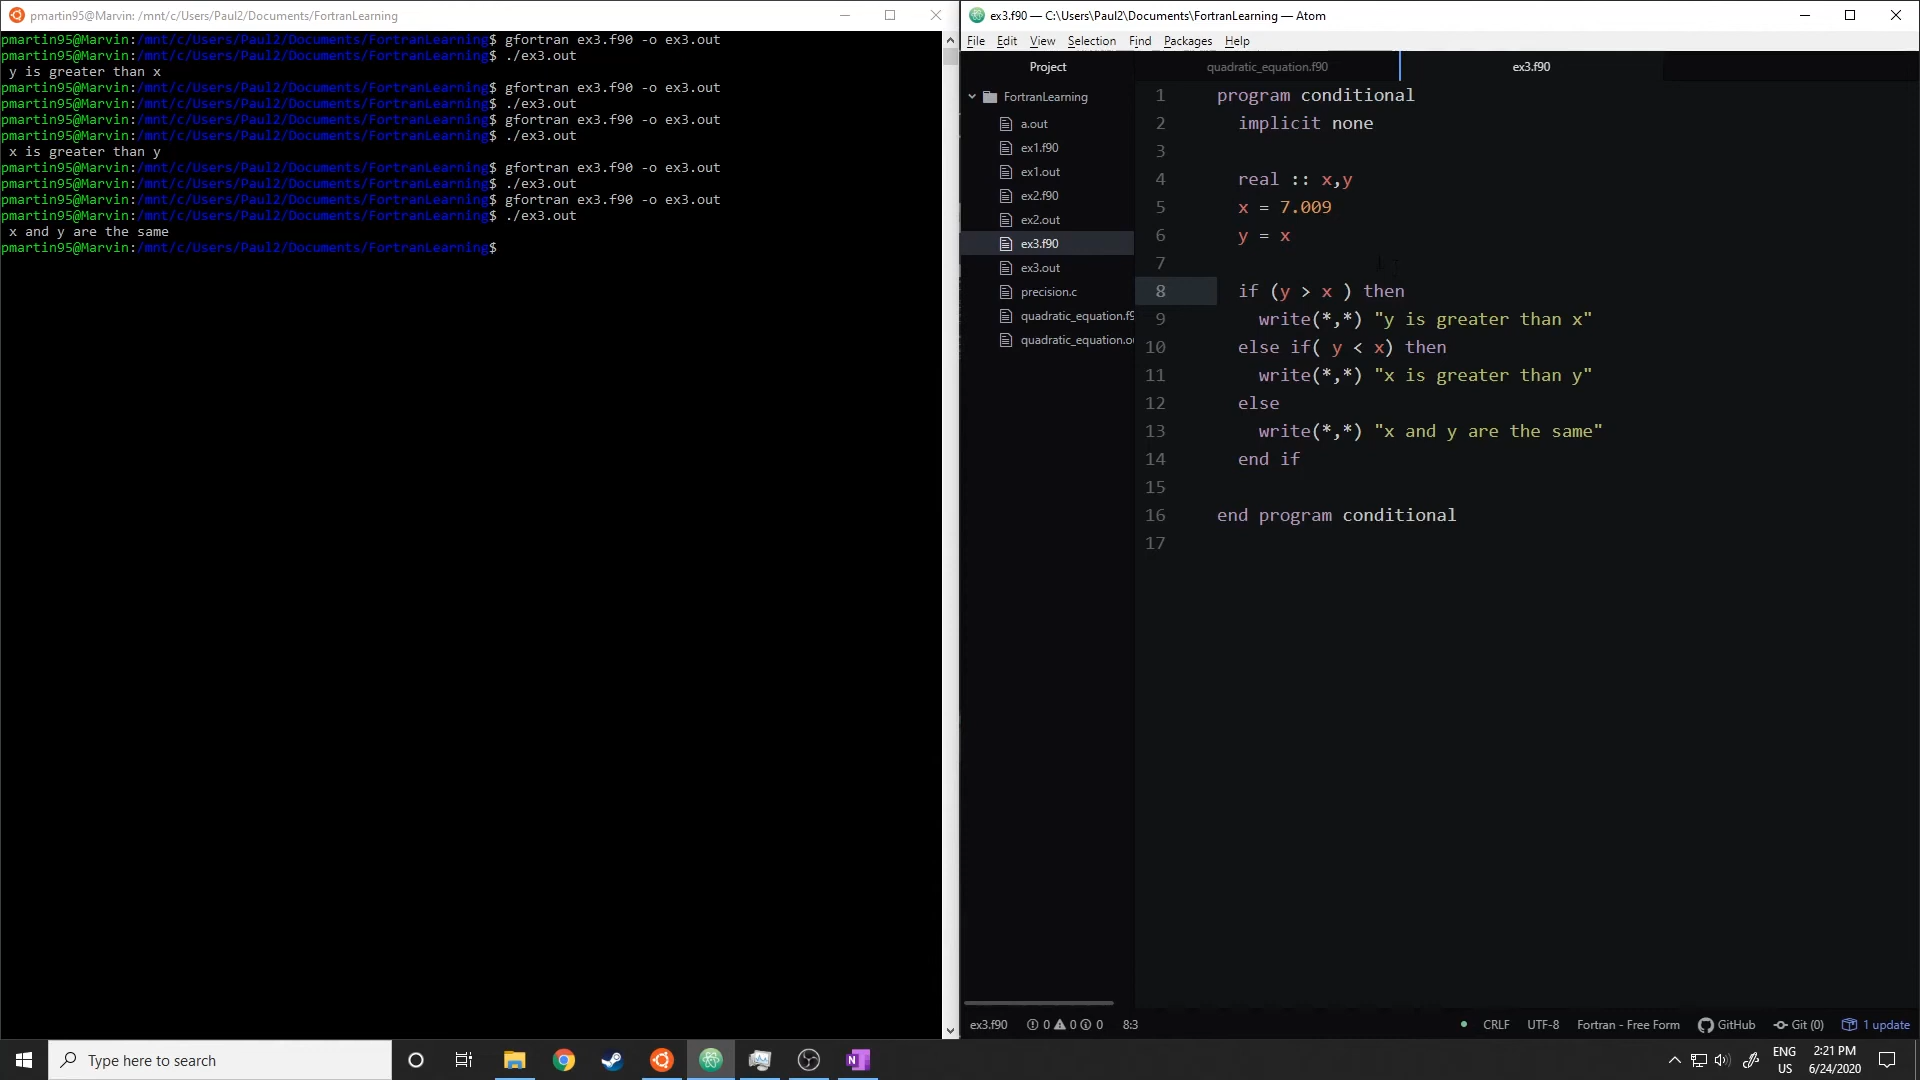 pmartin95@Marvin: /mnt/c/Users/Paul2/Documents/FortranLearning
pmartin95@Marvin:/mnt/c/Users/Paul2/Documents/FortranLearning$ gfortran ex3.f90 -o ex3.out
pmartin95@Marvin:/mnt/c/Users/Paul2/Documents/FortranLearning$ ./ex3.out
y is greater than x
pmartin95@Marvin:/mnt/c/Users/Paul2/Documents/FortranLearning$ gfortran ex3.f90 -o ex3.out
pmartin95@Marvin:/mnt/c/Users/Paul2/Documents/FortranLearning$ ./ex3.out
pmartin95@Marvin:/mnt/c/Users/Paul2/Documents/FortranLearning$ gfortran ex3.f90 -o ex3.out
pmartin95@Marvin:/mnt/c/Users/Paul2/Documents/FortranLearning$ ./ex3.out
x is greater than y
pmartin95@Marvin:/mnt/c/Users/Paul2/Documents/FortranLearning$ gfortran ex3.f90 -o ex3.out
pmartin95@Marvin:/mnt/c/Users/Paul2/Documents/FortranLearning$ ./ex3.out
pmartin95@Marvin:/mnt/c/Users/Paul2/Documents/FortranLearning$ gfortran ex3.f90 -o ex3.out
pmartin95@Marvin:/mnt/c/Users/Paul2/Documents/FortranLearning$ ./ex3.out
x and y are the same
pmartin95@Marvin:/mnt/c/Users/Paul2/Documents/FortranLearning$
ex3.f90 — C:\Users\Paul2\Documents\FortranLearning — Atom
File Edit View Selection Find Packages Help
Project
FortranLearning
a.out
ex1.f90
ex1.out
ex2.f90
ex2.out
ex3.f90
ex3.out
precision.c
quadratic_equation.f9
quadratic_equation.o
quadratic_equation.f90 ex3.f90
1 program conditional
2 implicit none
3
4 real :: x,y
5 x = 7.009
6 y = x
7
8 if (y > x ) then
9 write(*,*) "y is greater than x"
10 else if( y < x) then
11 write(*,*) "x is greater than y"
12 else
13 write(*,*) "x and y are the same"
14 end if
15
16 end program conditional
17
ex3.f90 0 0 0 8:3 CRLF UTF-8 Fortran - Free Form GitHub Git (0) 1 update
Type here to search
ENG
US
2:21 PM
6/24/2020